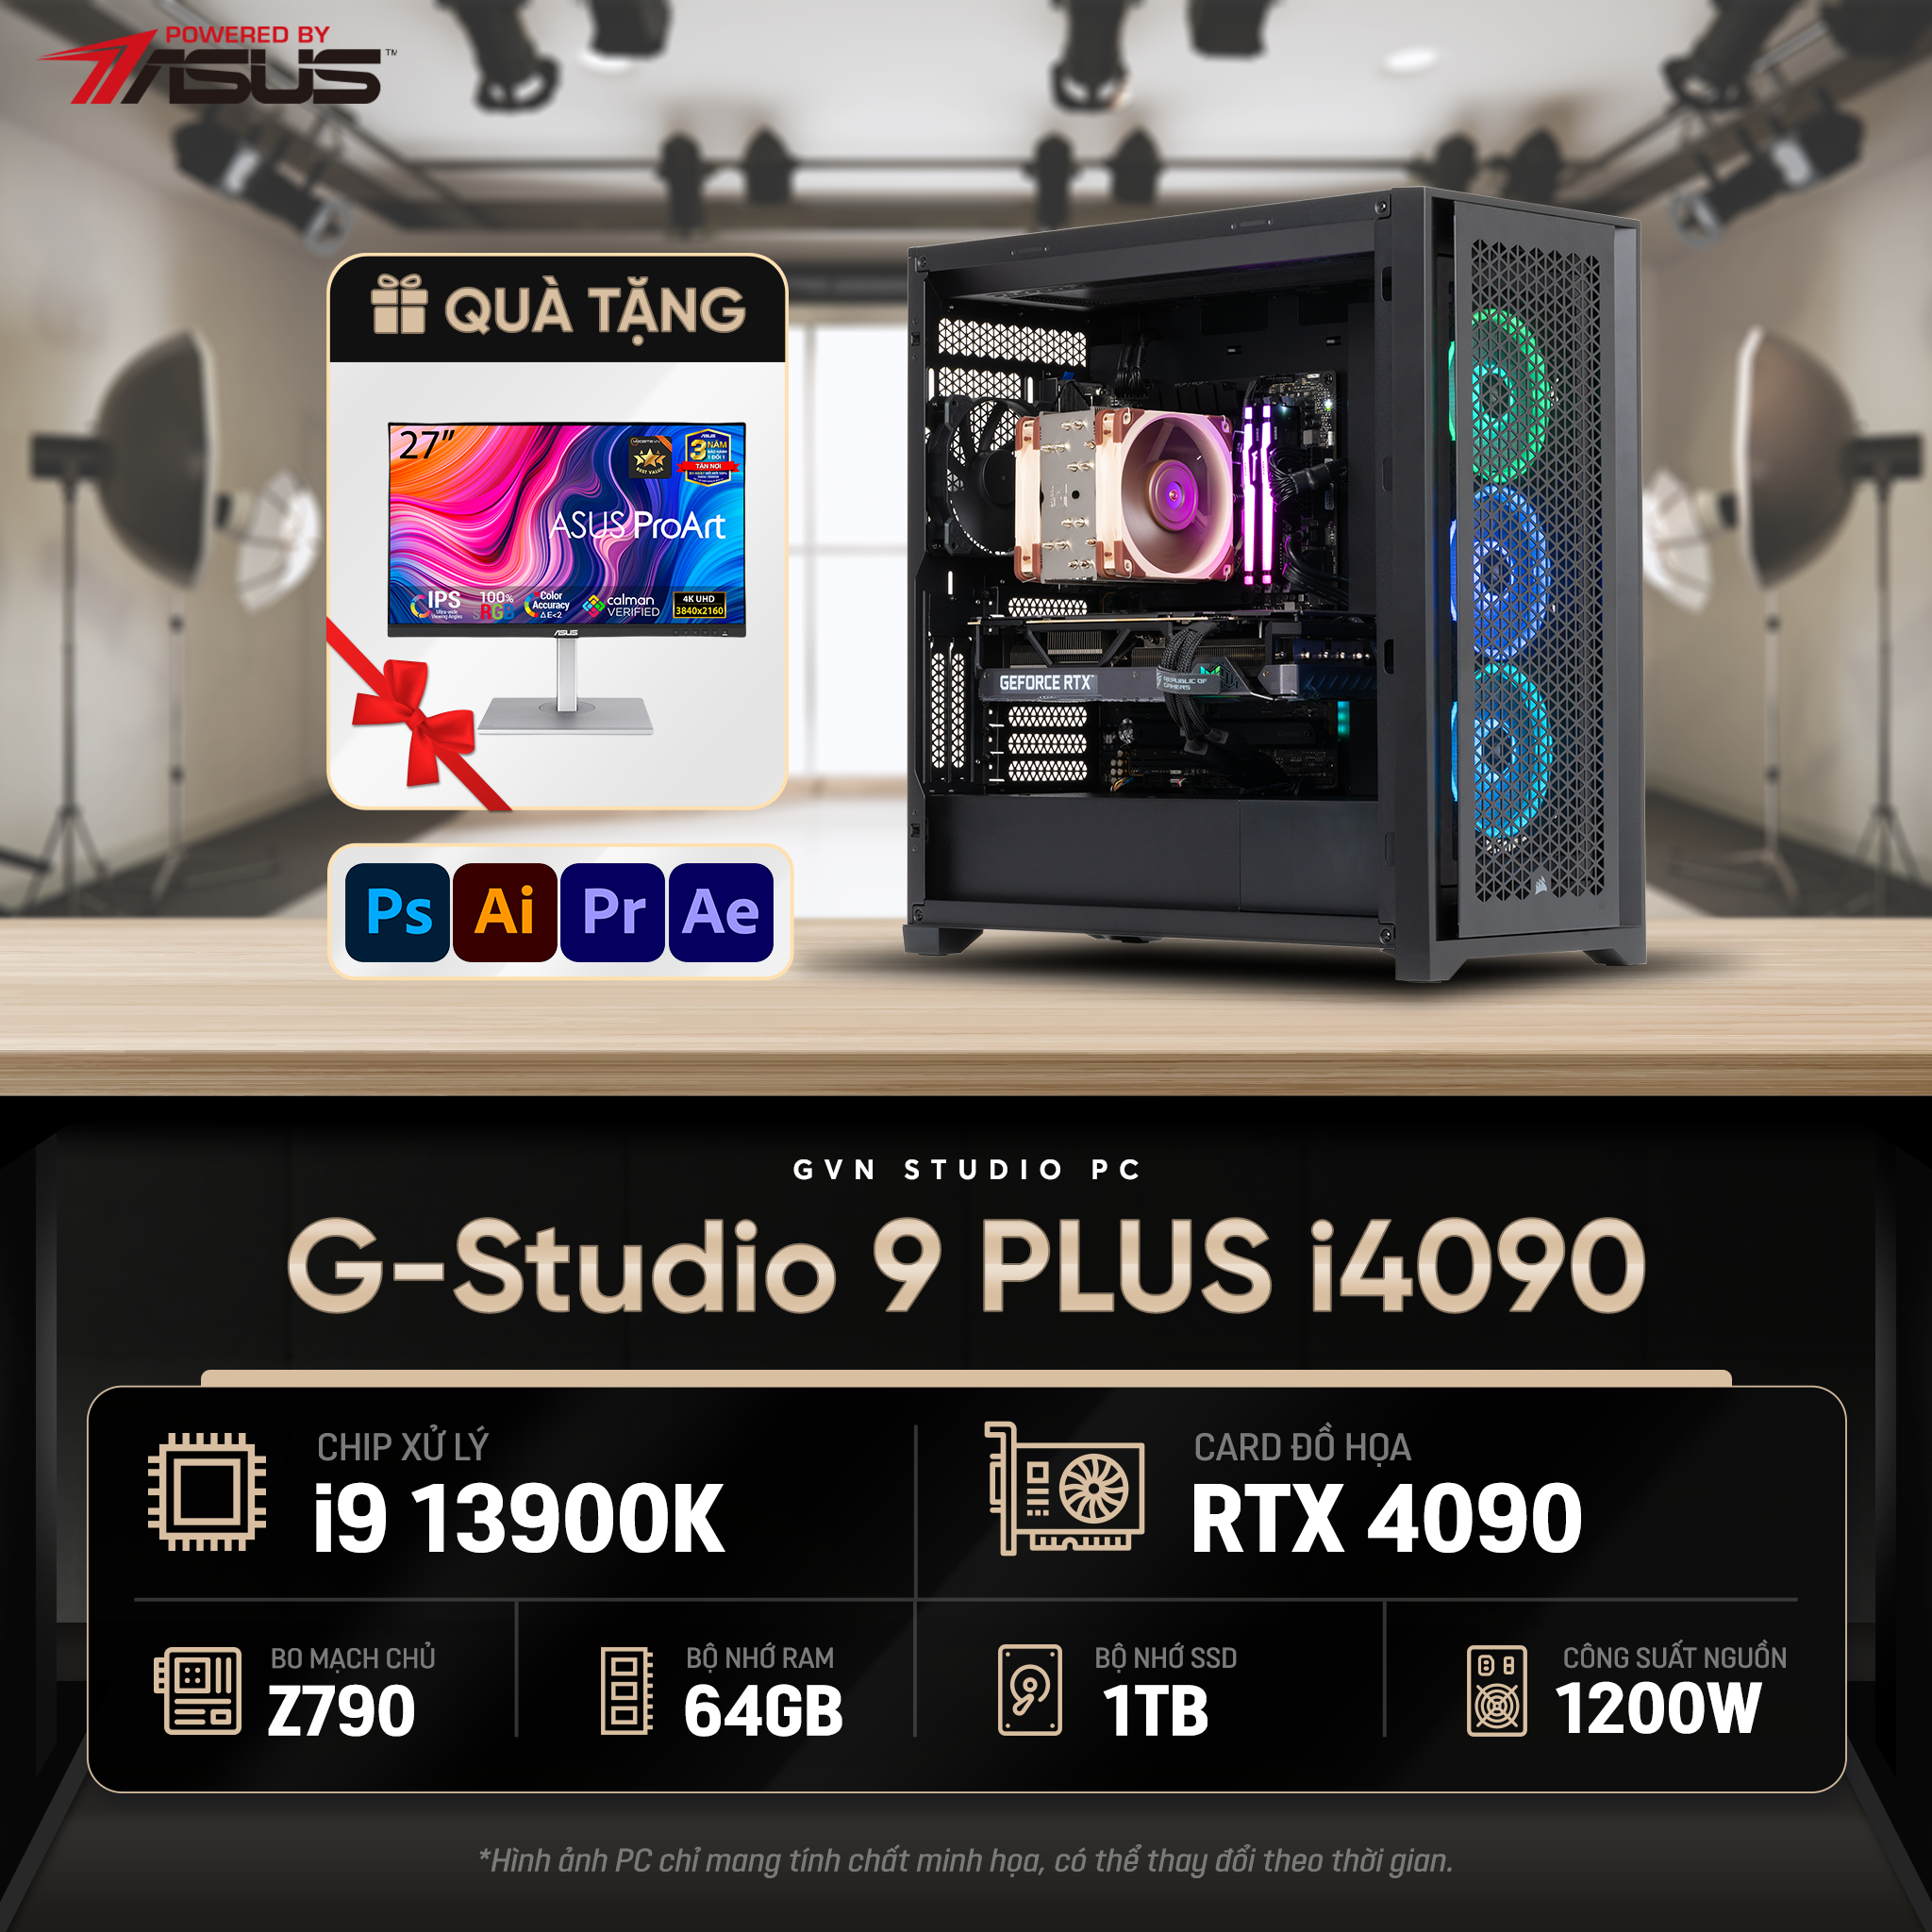 POWERED BY
ASUS™
QUÀ TẶNG
27″
BEST VALUE
ASUS
3 NĂM
BẢO HÀNH
1 ĐỔI 1
TẬN NƠI
ASUS ProArt
IPS
Ultra-wide
Viewing Angles
100%
sRGB
Color
Accuracy
ΔE<2
calman
VERIFIED
4K UHD
3840x2160
ASUS
Ps Ai Pr Ae
GEFORCE RTX
REPUBLIC OF
GAMERS
GVN STUDIO PC
G-Studio 9 PLUS i4090
CHIP XỬ LÝ
i9 13900K
CARD ĐỒ HỌA
RTX 4090
BO MẠCH CHỦ
Z790
BỘ NHỚ RAM
64GB
BỘ NHỚ SSD
1TB
CÔNG SUẤT NGUỒN
1200W
*Hình ảnh PC chỉ mang tính chất minh họa, có thể thay đổi theo thời gian.